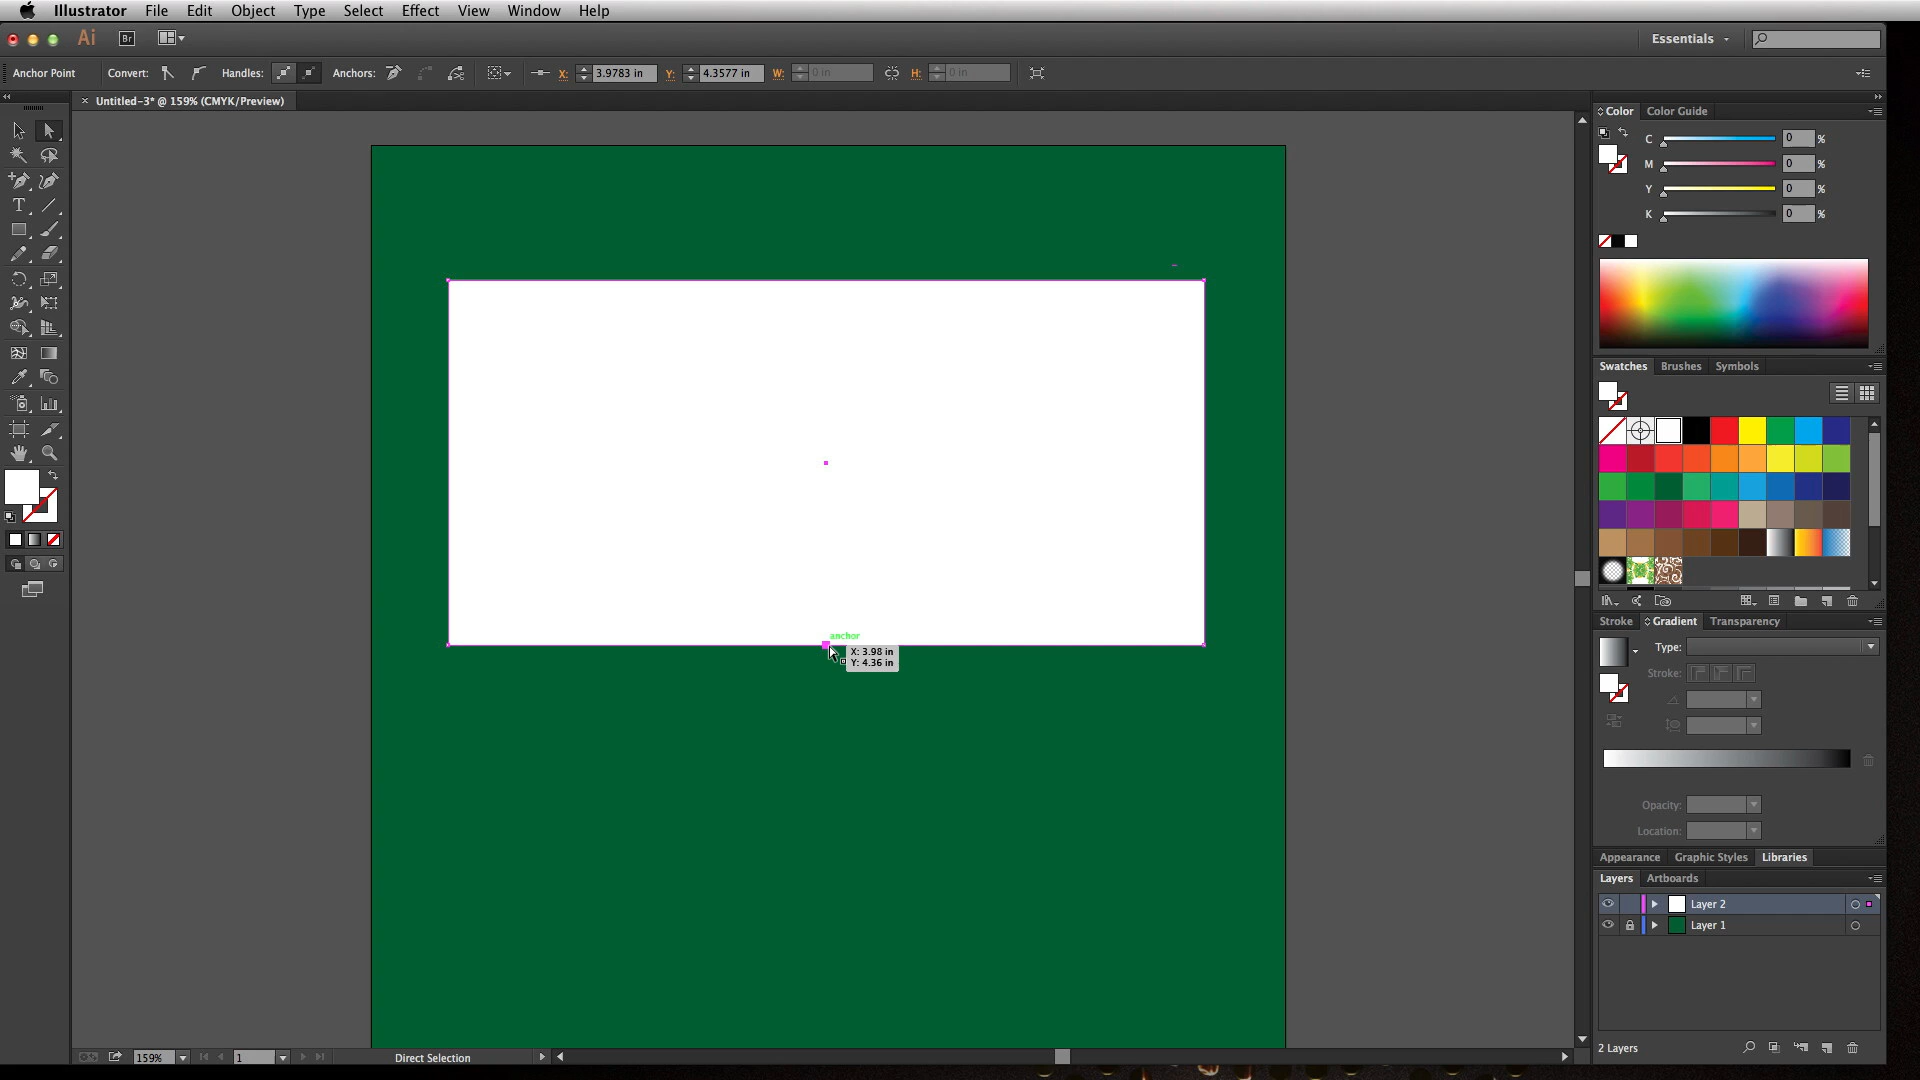 Illustrator File Edit Object Type Select Effect View Window Help
Ai Br Essentials
Anchor Point Convert: Handles: Anchors: X: 3.9783 in Y: 4.3577 in W: 0 in H: 0 in
× Untitled-3* @ 159% (CMYK/Preview)
Color Color Guide
C 0 %
M 0 %
Y 0 %
K 0 %
Swatches Brushes Symbols
anchor
X: 3.98 in
Y: 4.36 in
Stroke Gradient Transparency
Type:
Stroke:
Opacity:
Location:
Appearance Graphic Styles Libraries
Layers Artboards
Layer 2
Layer 1
2 Layers
159% 1 Direct Selection